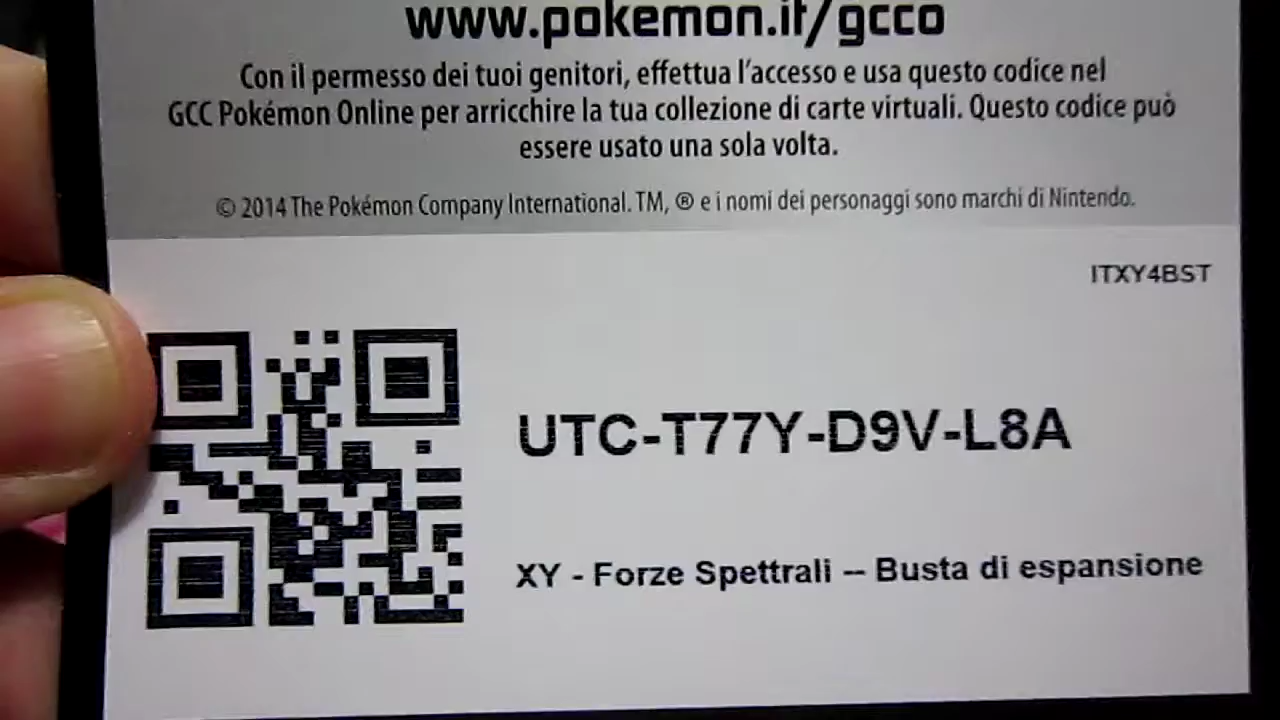 www.pokemon.it/gcco
Con il permesso dei tuoi genitori, effettua l'accesso e usa questo codice nel
GCC Pokémon Online per arricchire la tua collezione di carte virtuali. Questo codice può
essere usato una sola volta.
© 2014 The Pokémon Company International. TM, ® e i nomi dei personaggi sono marchi di Nintendo.
ITXY4BST
UTC-T77Y-D9V-L8A
XY - Forze Spettrali – Busta di espansione